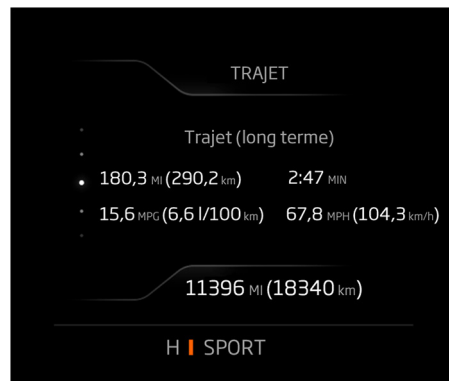 TRAJET
Trajet (long terme)
180,3 MI (290,2 km) 2:47 MIN
15,6 MPG (6,6 l/100 km) 67,8 MPH (104,3 km/h)
11396 MI (18340 km)
H SPORT